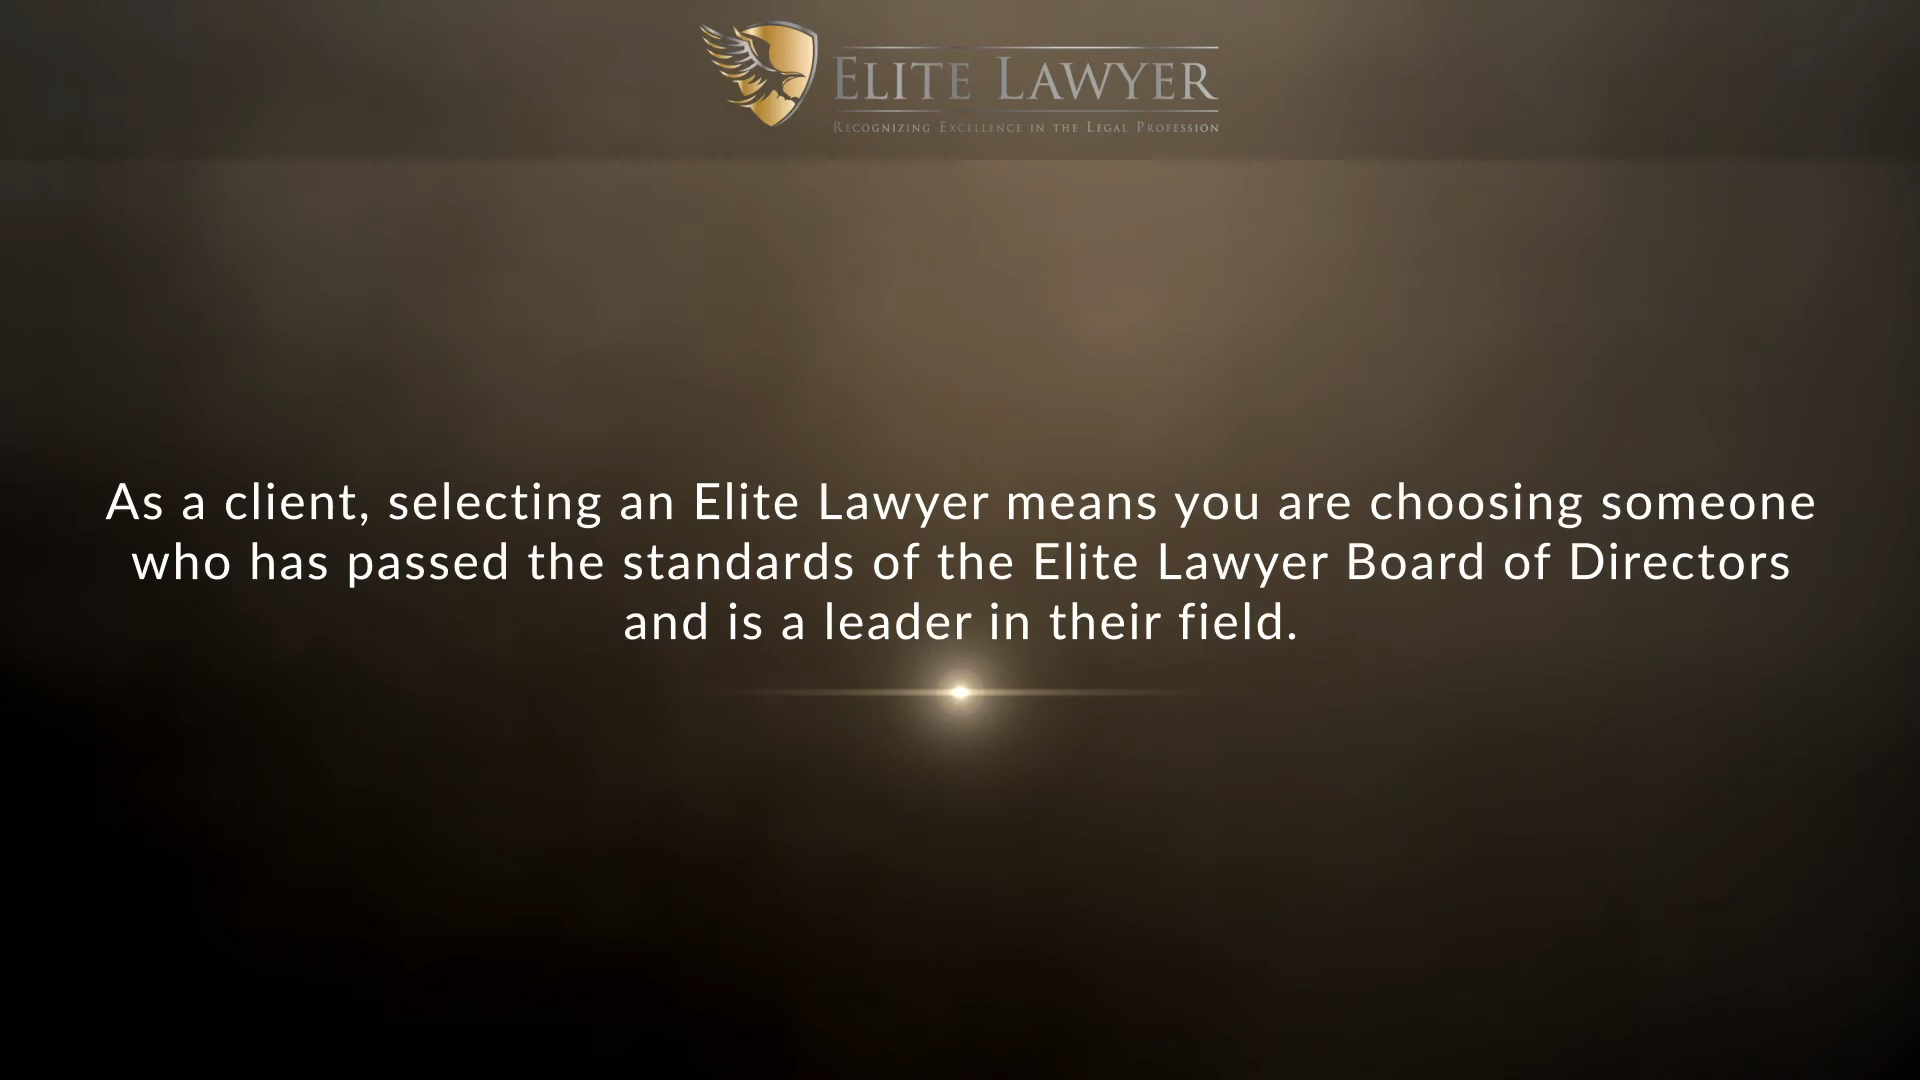 Elite Lawyer
Recognizing Excellence in the Legal Profession
As a client, selecting an Elite Lawyer means you are choosing someone
who has passed the standards of the Elite Lawyer Board of Directors
and is a leader in their field.